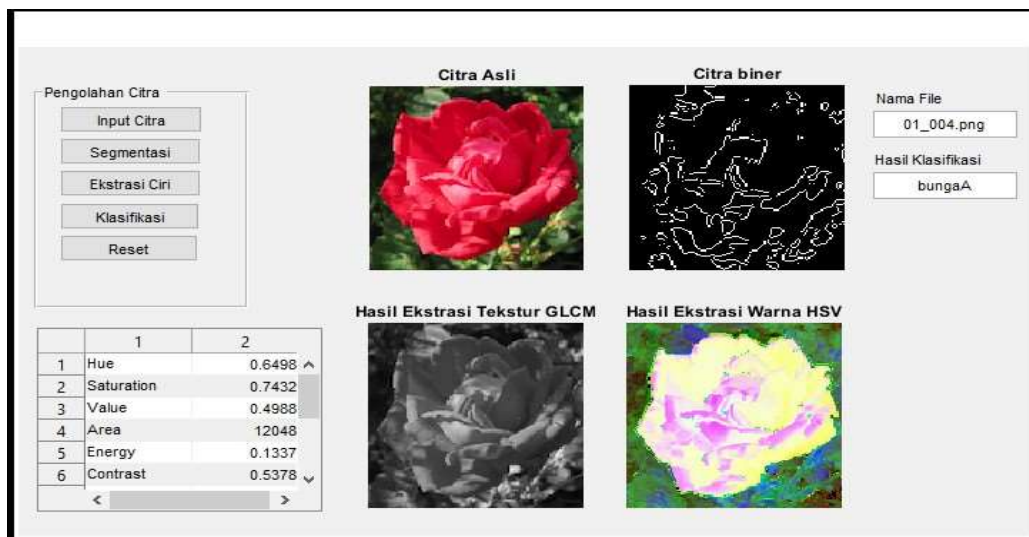 Pengolahan Citra
Input Citra
Segmentasi
Ekstrasi Ciri
Klasifikasi
Reset
Citra Asli
Citra biner
Nama File
01_004.png
Hasil Klasifikasi
bungaA
Hasil Ekstrasi Tekstur GLCM
Hasil Ekstrasi Warna HSV
1 2
1 Hue 0.6498
2 Saturation 0.7432
3 Value 0.4988
4 Area 12048
5 Energy 0.1337
6 Contrast 0.5378